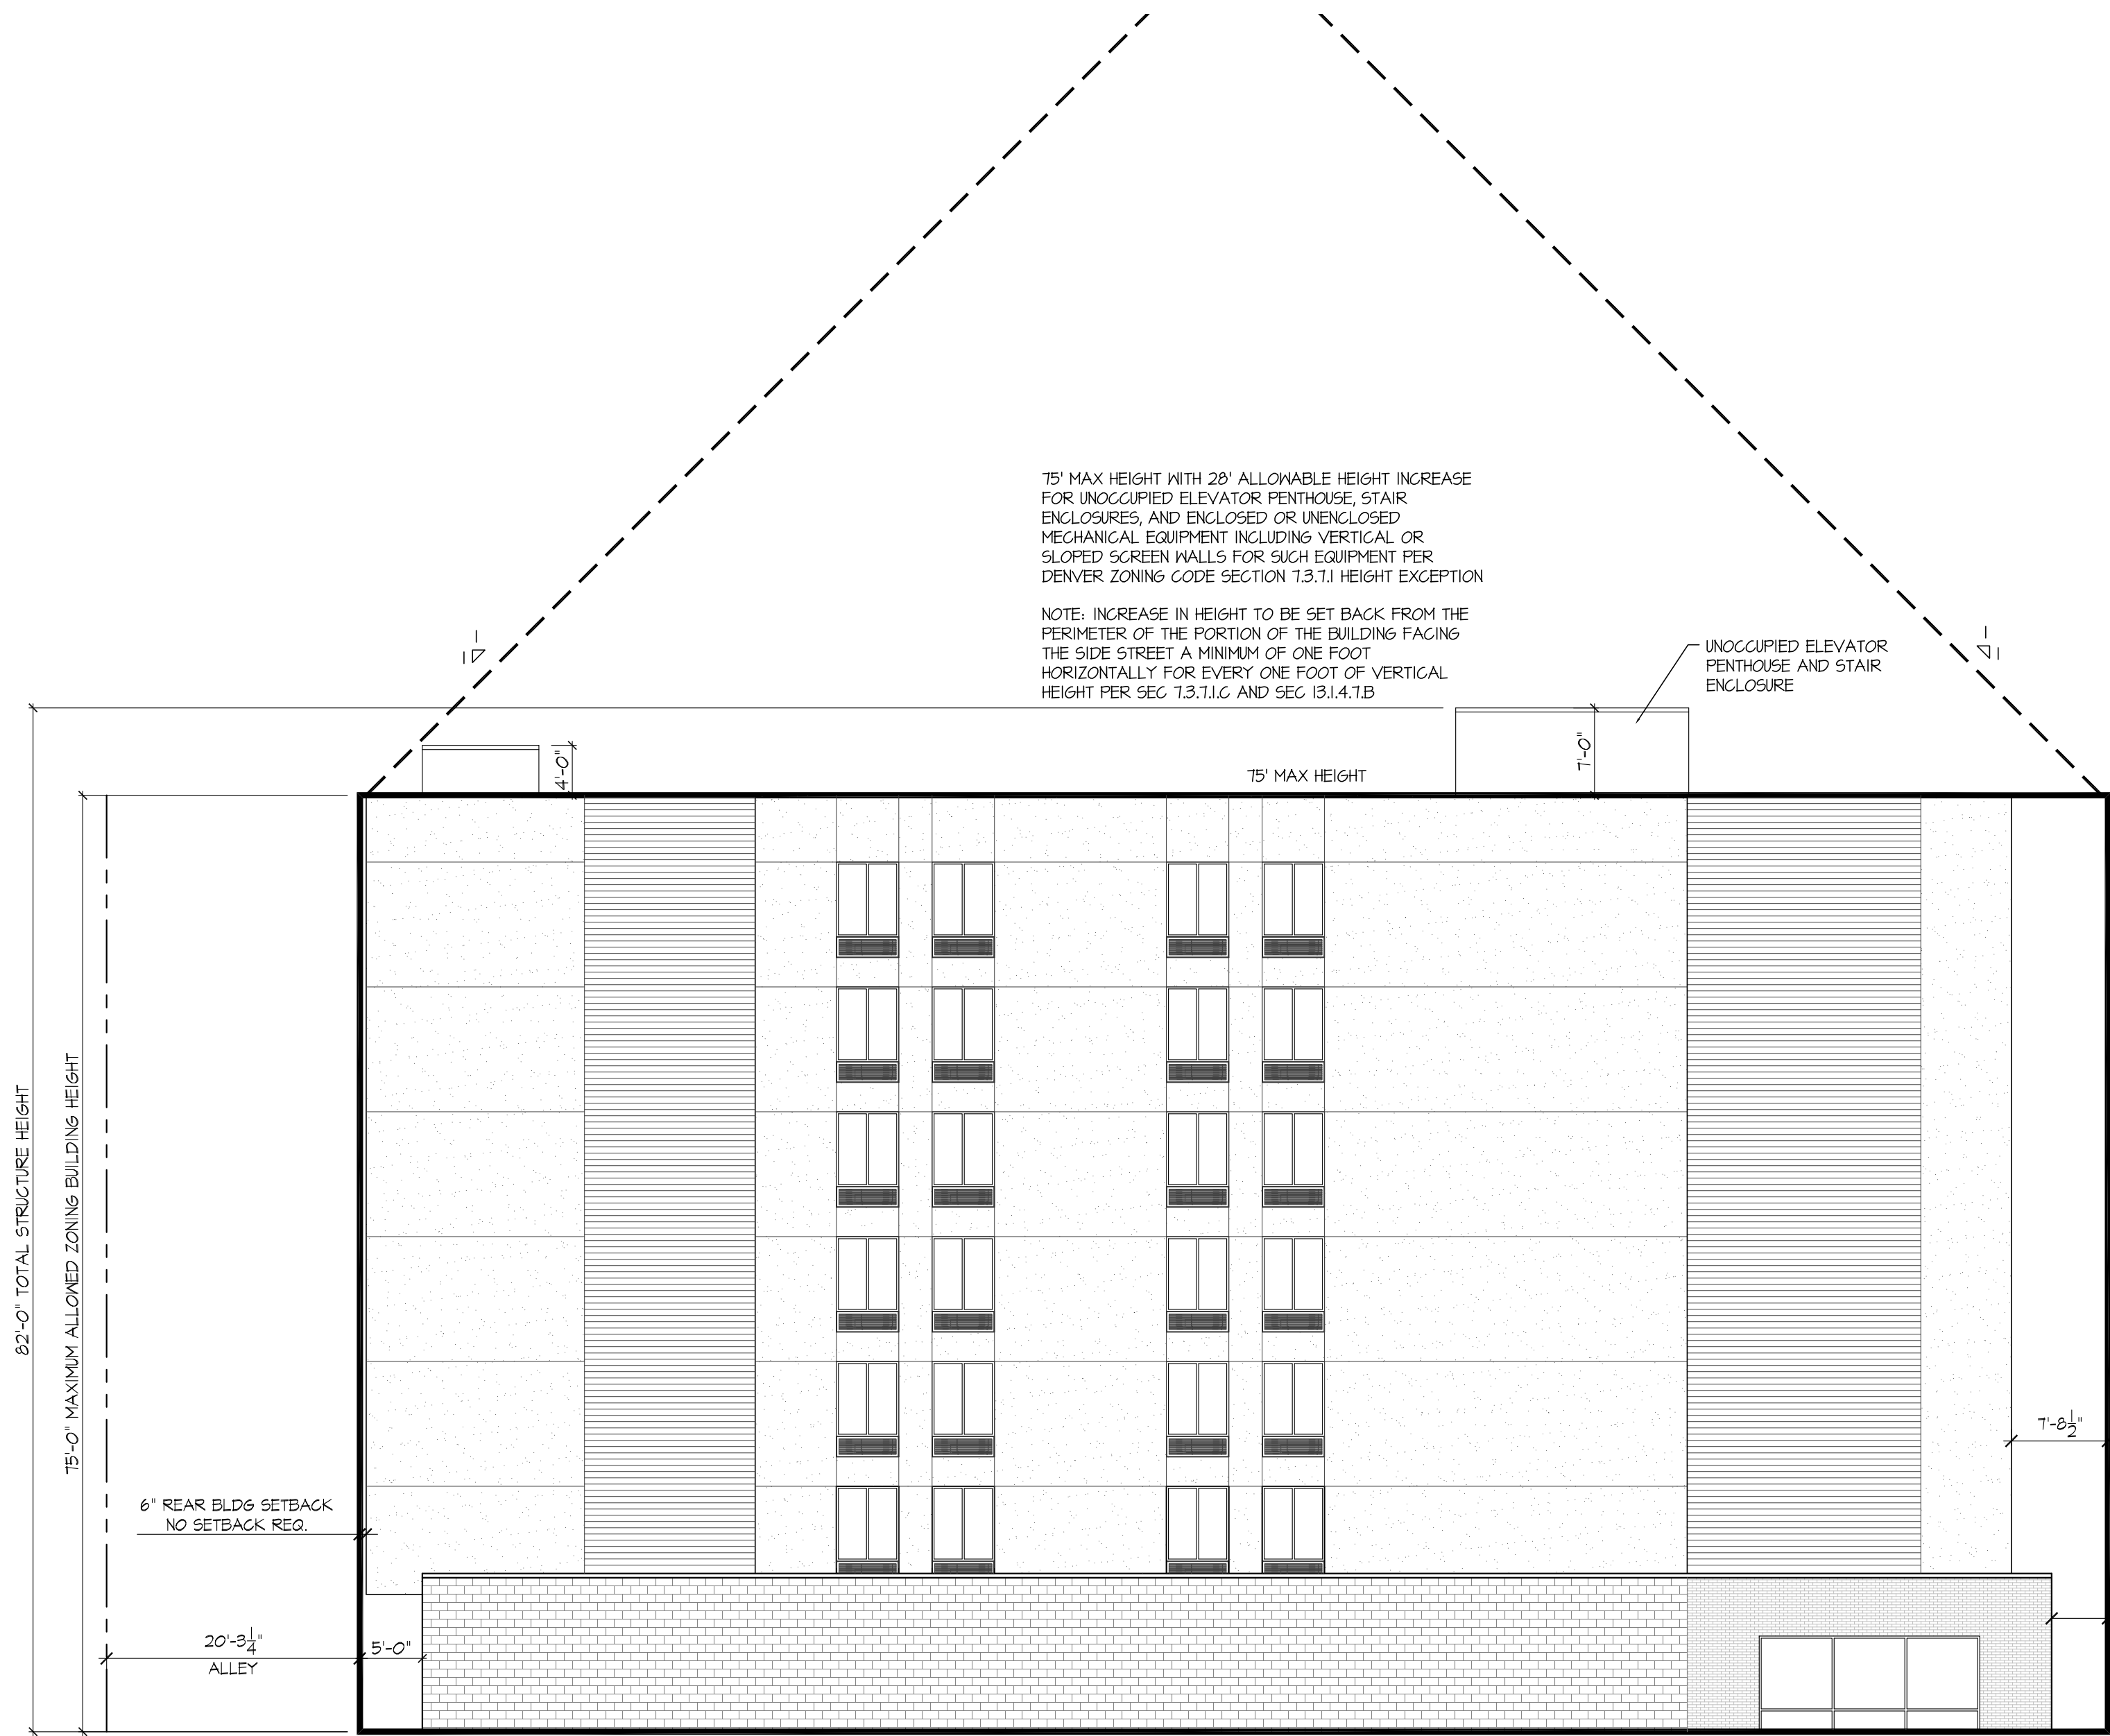 75' MAX HEIGHT WITH 28' ALLOWABLE HEIGHT INCREASE
FOR UNOCCUPIED ELEVATOR PENTHOUSE, STAIR
ENCLOSURES, AND ENCLOSED OR UNENCLOSED
MECHANICAL EQUIPMENT INCLUDING VERTICAL OR
SLOPED SCREEN WALLS FOR SUCH EQUIPMENT PER
DENVER ZONING CODE SECTION 7.3.7.1 HEIGHT EXCEPTION
NOTE: INCREASE IN HEIGHT TO BE SET BACK FROM THE
PERIMETER OF THE PORTION OF THE BUILDING FACING
THE SIDE STREET A MINIMUM OF ONE FOOT
HORIZONTALLY FOR EVERY ONE FOOT OF VERTICAL
HEIGHT PER SEC 7.3.7.1.C AND SEC 13.1.4.7.B
1
1
1
1
UNOCCUPIED ELEVATOR
PENTHOUSE AND STAIR
ENCLOSURE
4'-0"
7'-0"
75' MAX HEIGHT
82'-0" TOTAL STRUCTURE HEIGHT
75'-0" MAXIMUM ALLOWED ZONING BUILDING HEIGHT
7'-8 1/2"
6" REAR BLDG SETBACK
NO SETBACK REQ.
20'-3 1/4"
ALLEY
5'-0"